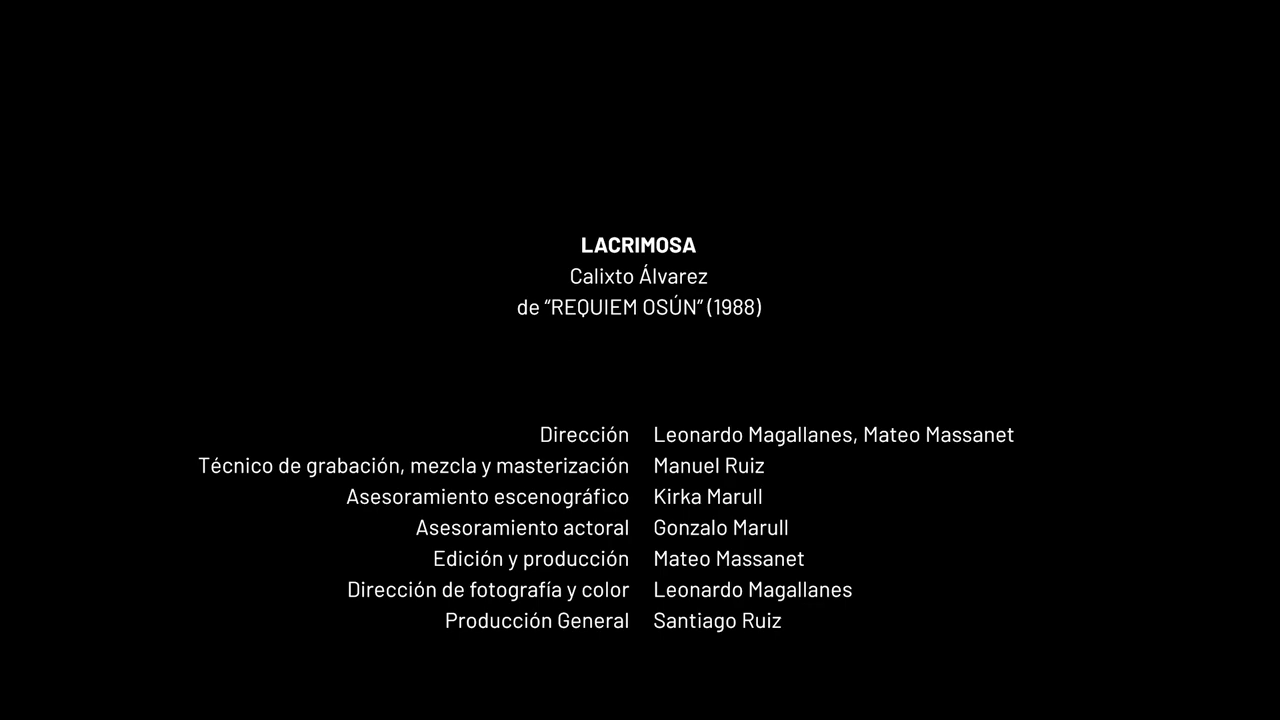 LACRIMOSA
Calixto Álvarez
de “REQUIEM OSÚN” (1988)
Dirección Leonardo Magallanes, Mateo Massanet
Técnico de grabación, mezcla y masterización Manuel Ruiz
Asesoramiento escenográfico Kirka Marull
Asesoramiento actoral Gonzalo Marull
Edición y producción Mateo Massanet
Dirección de fotografía y color Leonardo Magallanes
Producción General Santiago Ruiz